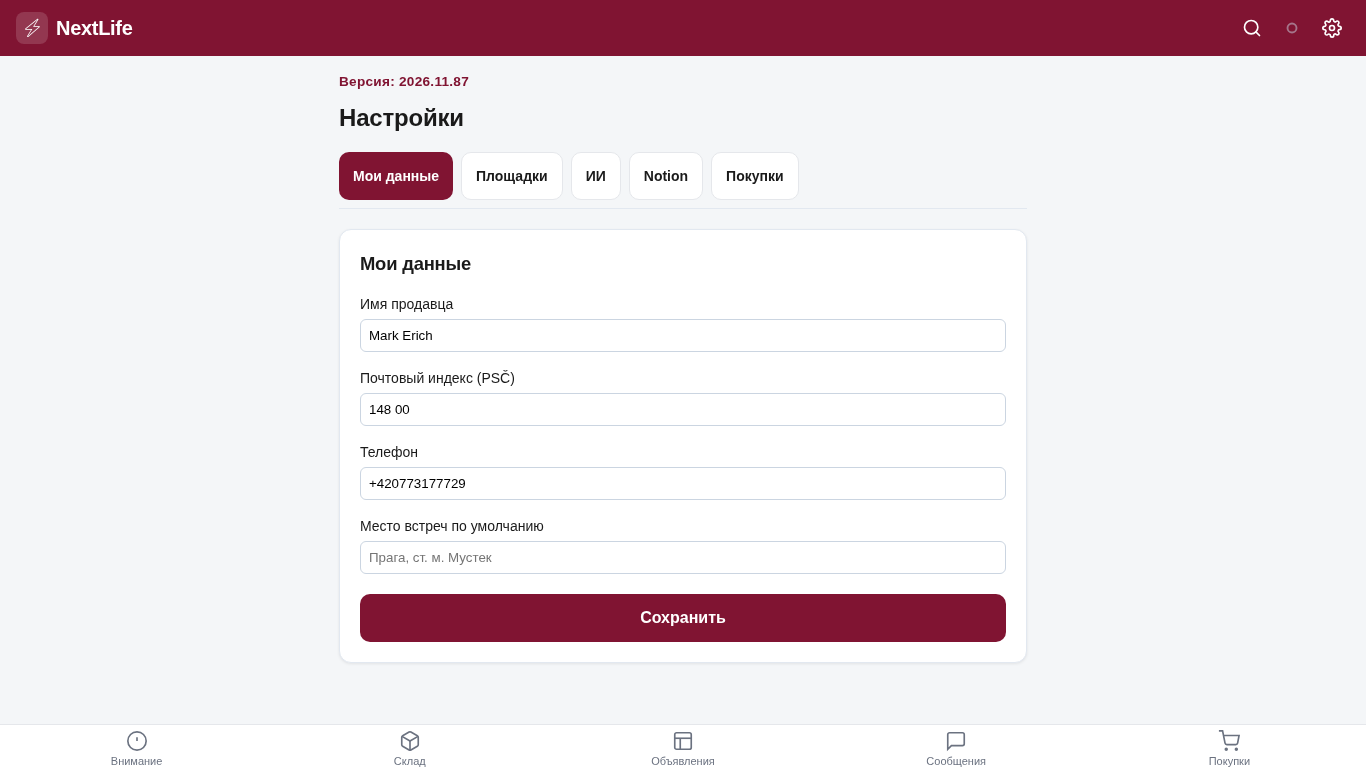 NextLife
Версия: 2026.11.87
Настройки
Мои данные
Площадки
ИИ
Notion
Покупки
Мои данные
Имя продавца
Mark Erich
Почтовый индекс (PSČ)
148 00
Телефон
+420773177729
Место встреч по умолчанию
Прага, ст. м. Мустек
Сохранить
Внимание
Склад
Объявления
Сообщения
Покупки